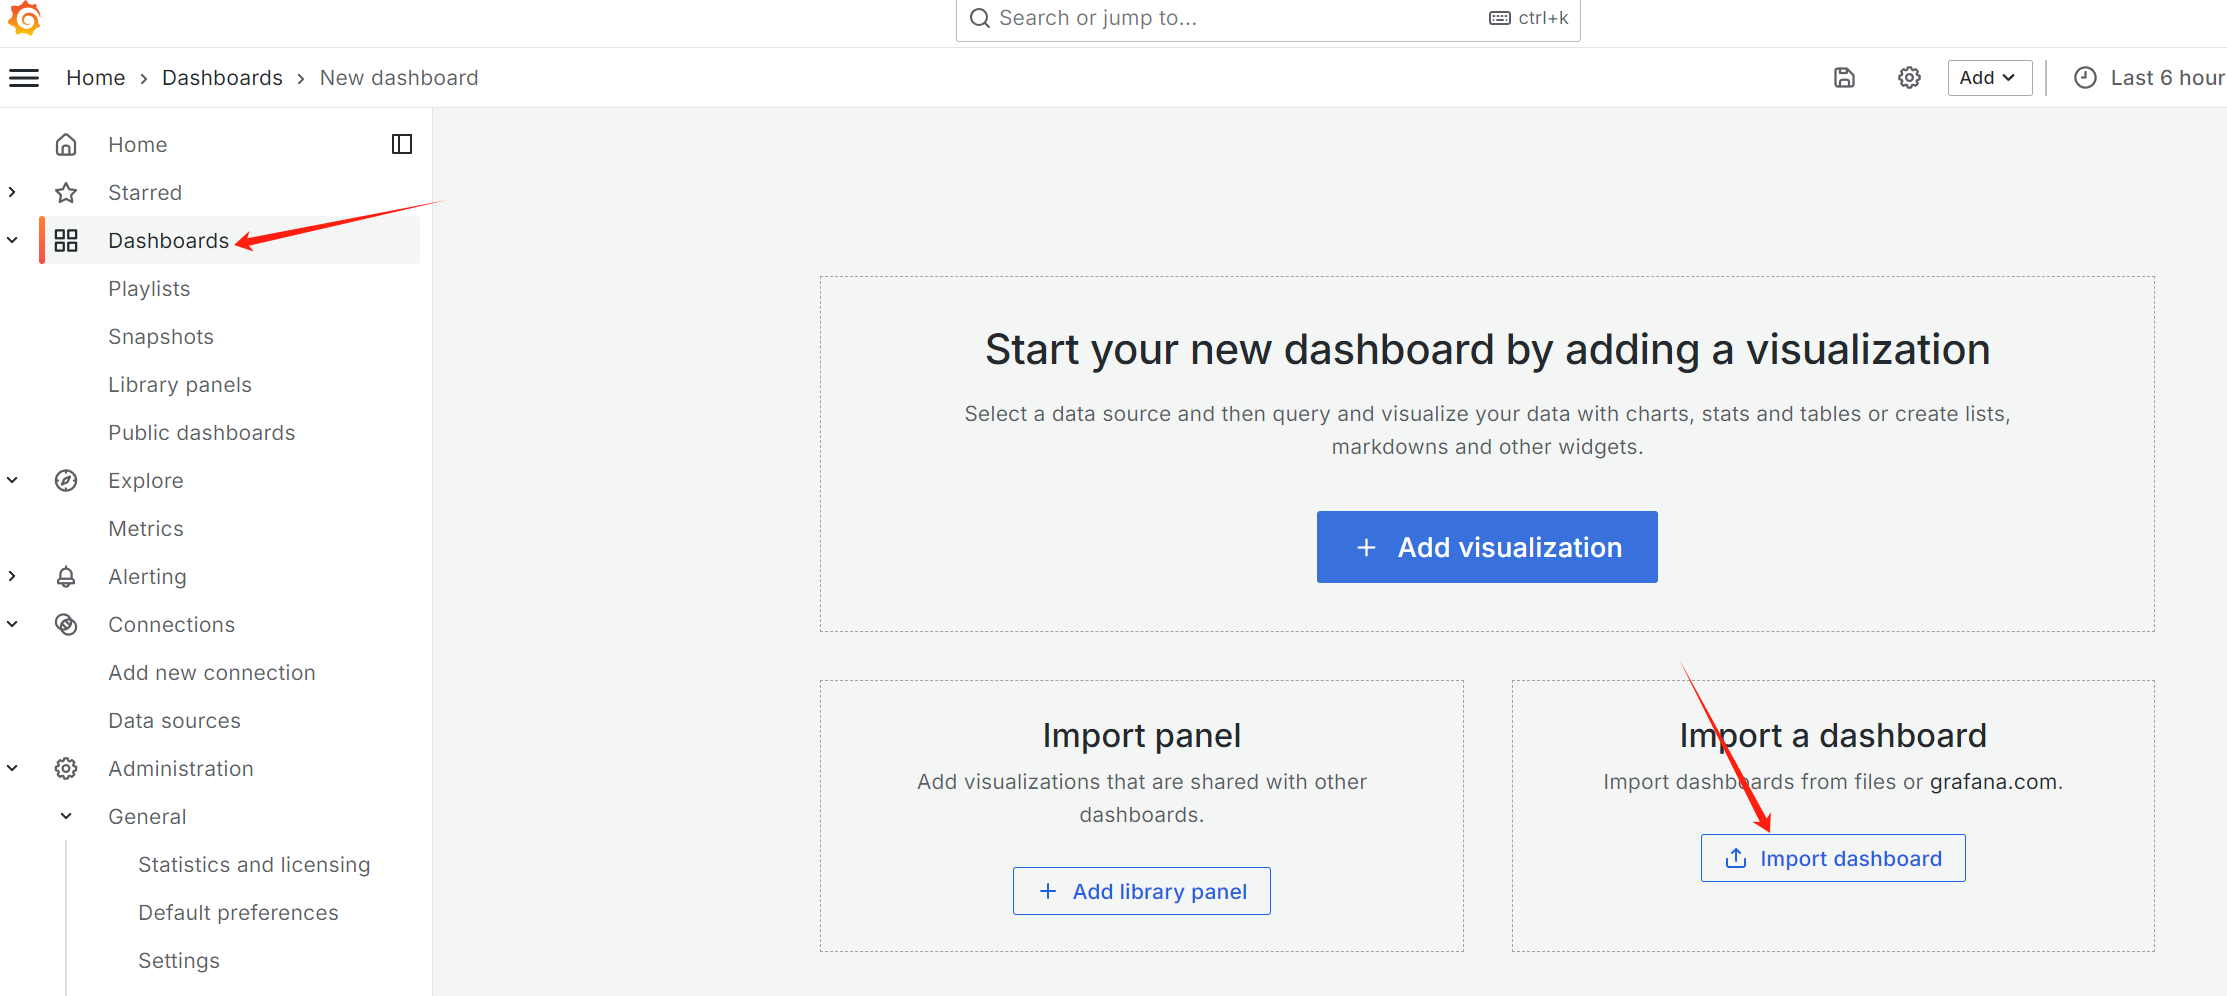 Search or jump to...
ctrl+k
Home
Dashboards
New dashboard
Add
Last 6 hour
Home
Starred
Dashboards
Playlists
Snapshots
Library panels
Public dashboards
Explore
Metrics
Alerting
Connections
Add new connection
Data sources
Administration
General
Statistics and licensing
Default preferences
Settings
Start your new dashboard by adding a visualization
Select a data source and then query and visualize your data with charts, stats and tables or create lists,
markdowns and other widgets.
+ Add visualization
Import panel
Add visualizations that are shared with other
dashboards.
+ Add library panel
Import a dashboard
Import dashboards from files or grafana.com.
Import dashboard